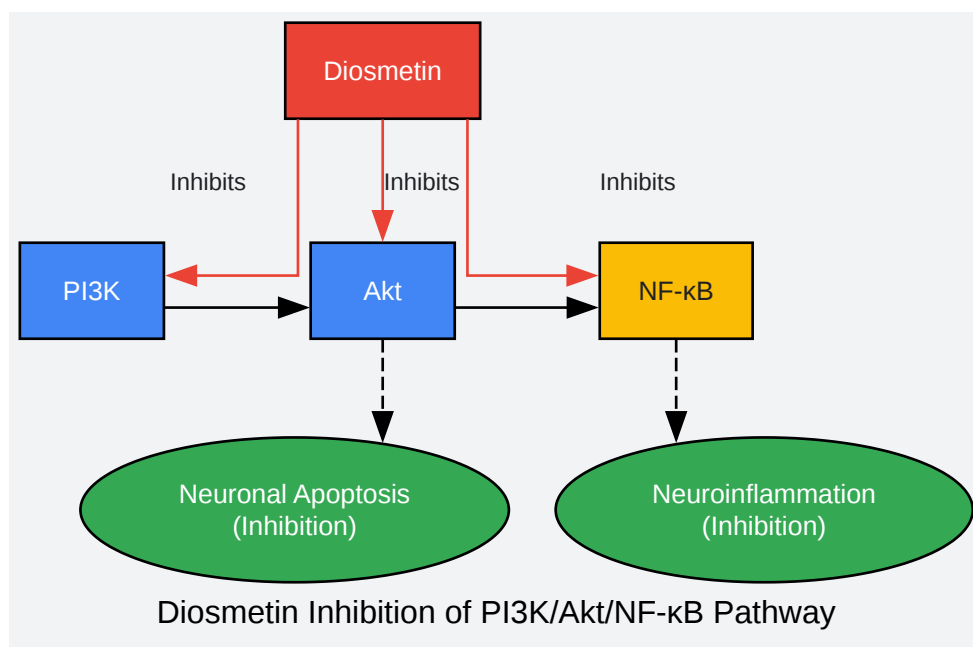 Diosmetin
Inhibits
Inhibits
Inhibits
PI3K
Akt
NF-κB
Neuronal Apoptosis
(Inhibition)
Neuroinflammation
(Inhibition)
Diosmetin Inhibition of PI3K/Akt/NF-κB Pathway